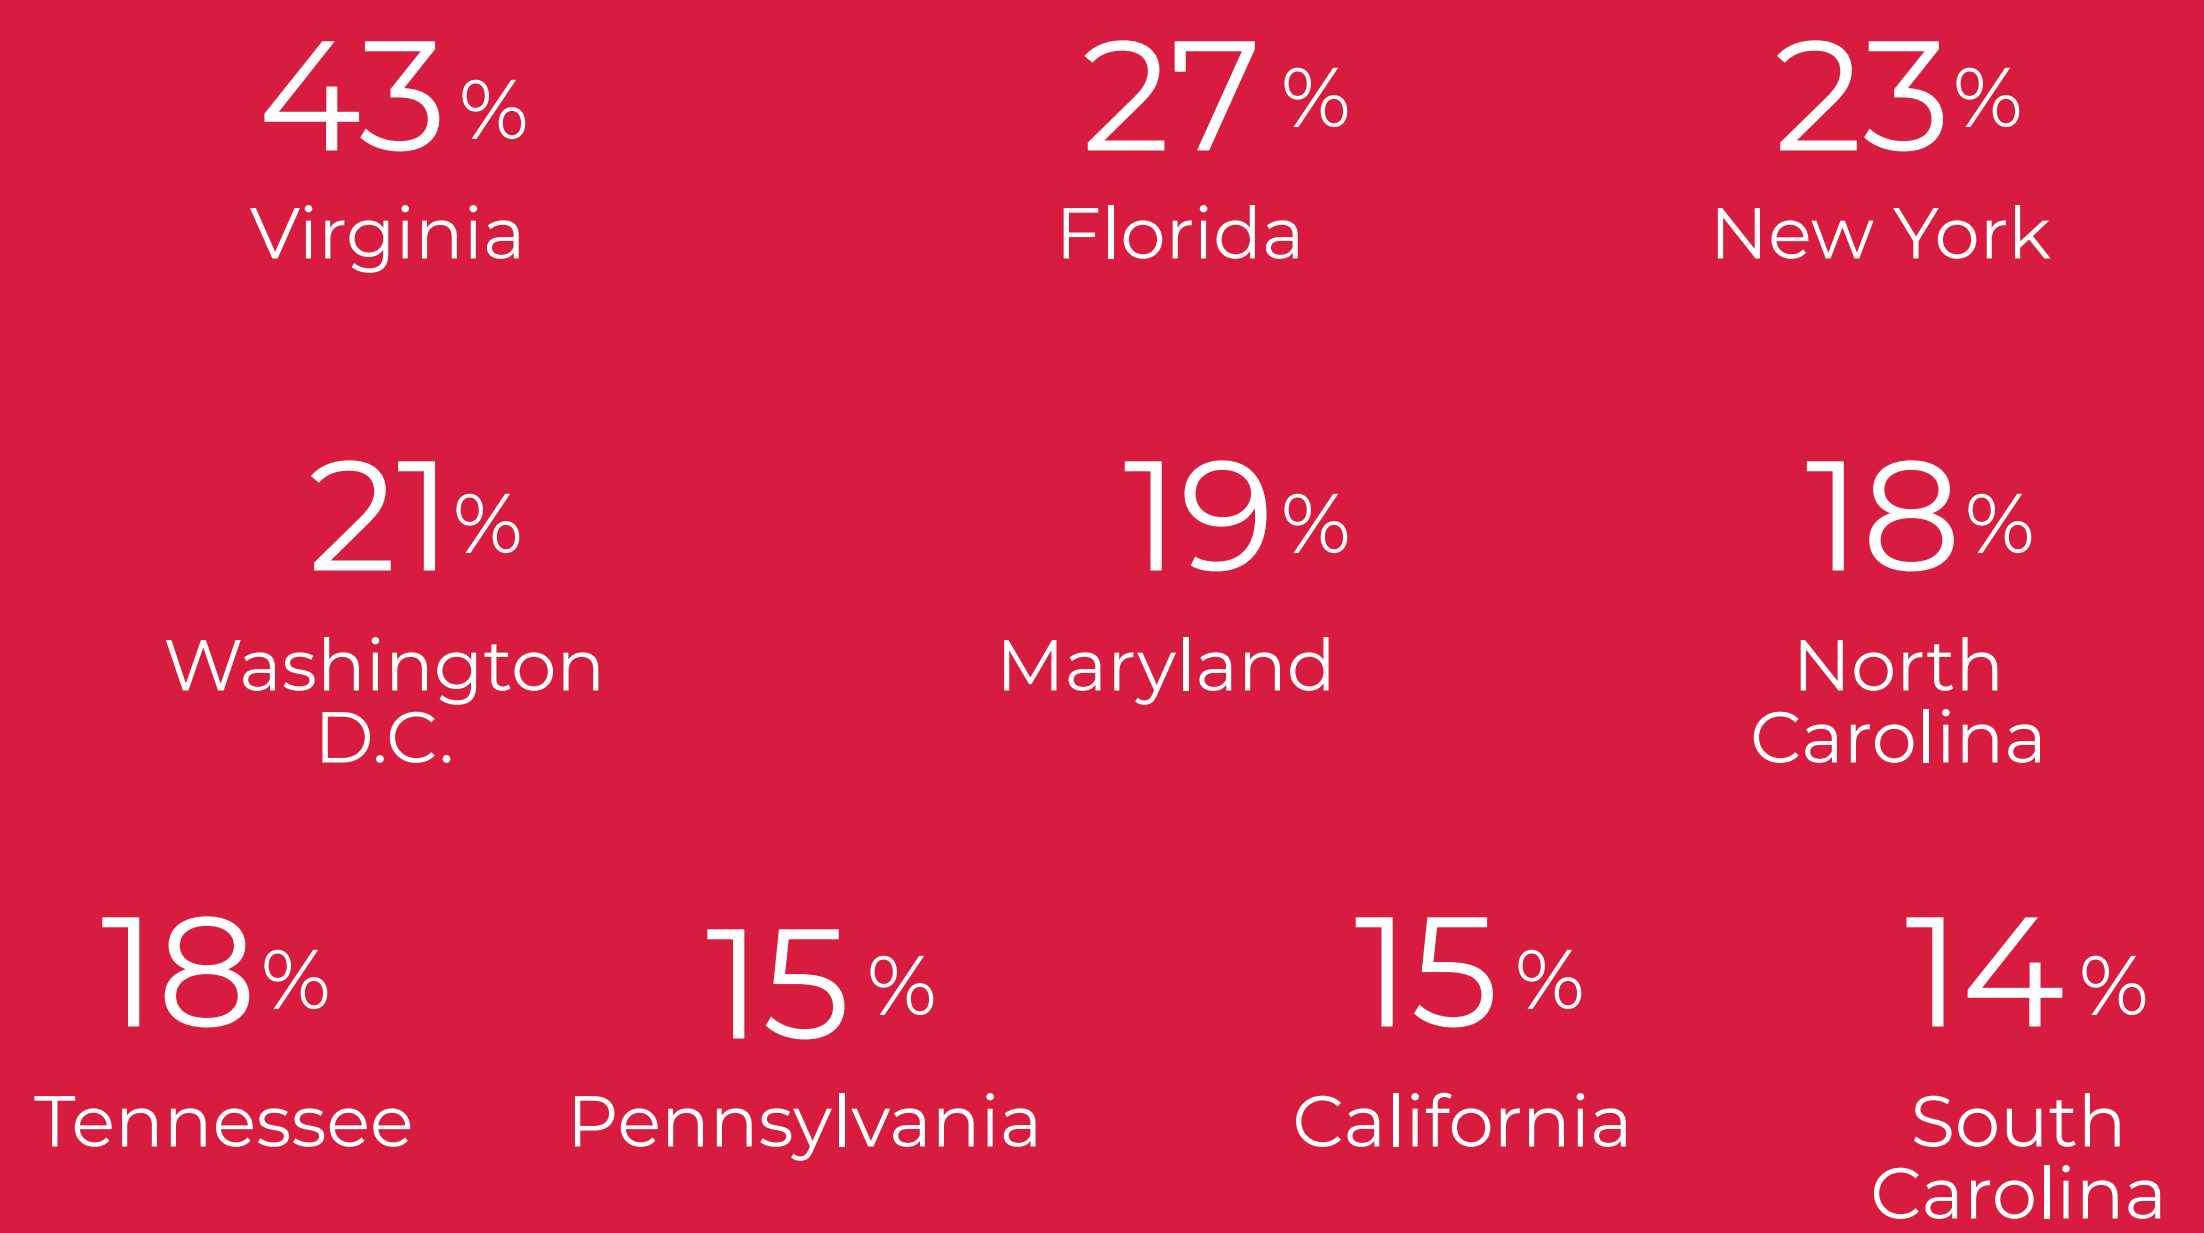 43%
Virginia
27%
Florida
23%
New York
21%
Washington
D.C.
19%
Maryland
18%
North
Carolina
18%
Tennessee
15%
Pennsylvania
15%
California
14%
South
Carolina